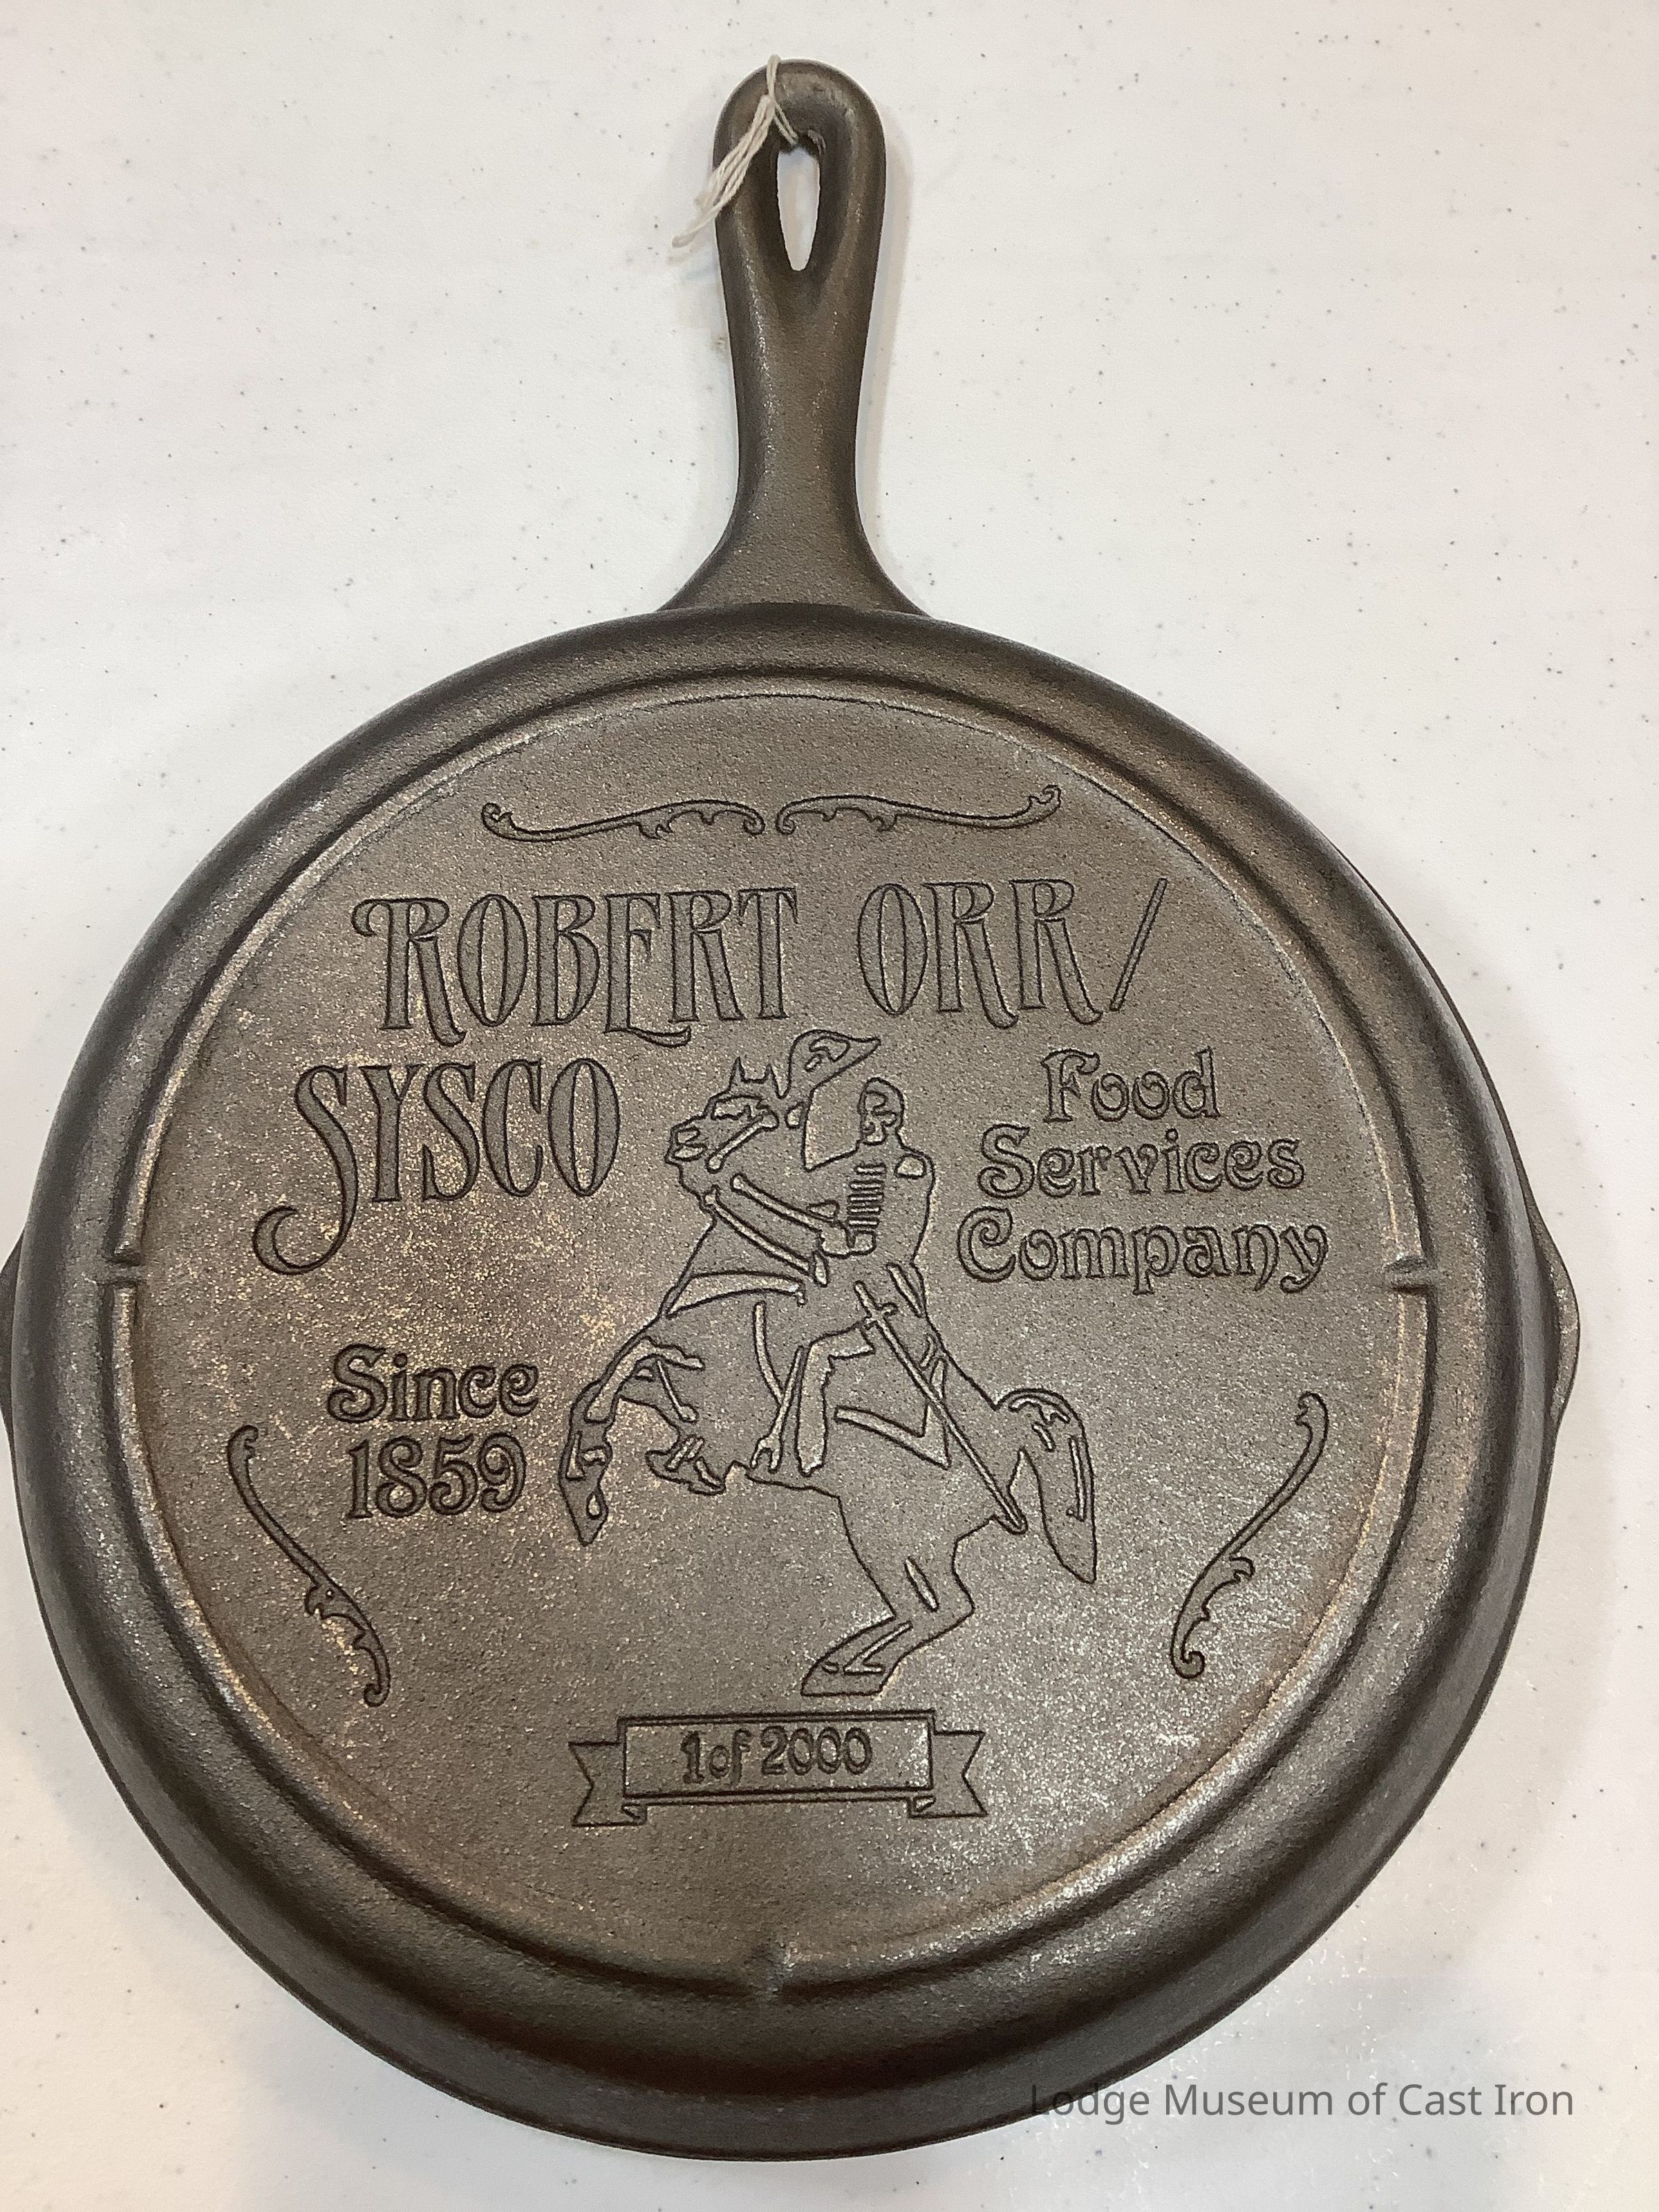 ROBERT ORR/
SYSCO
Food
Services
Company
Since
1859
1 of 2000
Lodge Museum of Cast Iron